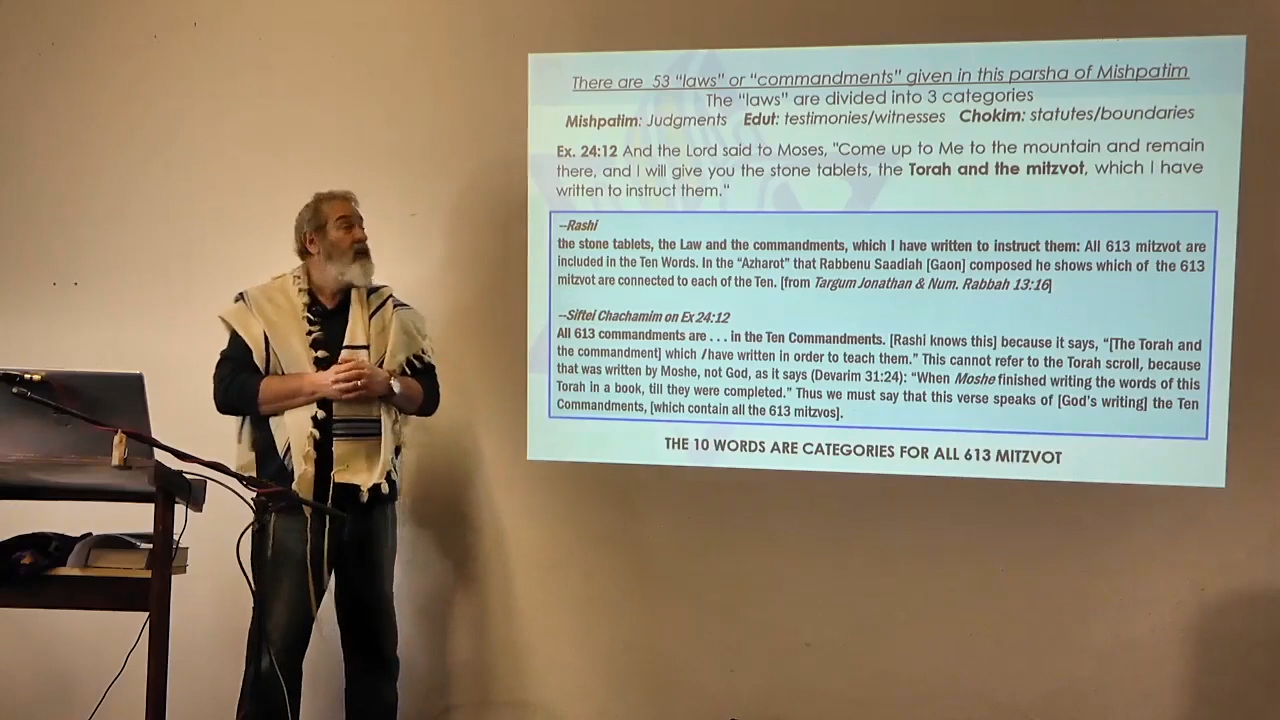 There are 53 "laws" or "commandments" given in this parsha of Mishpatim
The "laws" are divided into 3 categories
Mishpatim: Judgments Edut: testimonies/witnesses Chokim: statutes/boundaries
Ex. 24:12 And the Lord said to Moses, "Come up to Me to the mountain and remain
there, and I will give you the stone tablets, the Torah and the mitzvot, which I have
written to instruct them."
--Rashi
the stone tablets, the Law and the commandments, which I have written to instruct them: All 613 mitzvot are
included in the Ten Words. In the "Azharot" that Rabbenu Saadiah [Gaon] composed he shows which of the 613
mitzvot are connected to each of the Ten. [from Targum Jonathan & Num. Rabbah 13:16]
--Siftei Chachamim on Ex 24:12
All 613 commandments are . . . in the Ten Commandments. [Rashi knows this] because it says, "[The Torah and
the commandment] which I have written in order to teach them." This cannot refer to the Torah scroll, because
that was written by Moshe, not God, as it says (Devarim 31:24): "When Moshe finished writing the words of this
Torah in a book, till they were completed." Thus we must say that this verse speaks of [God's writing] the Ten
Commandments, [which contain all the 613 mitzvos].
THE 10 WORDS ARE CATEGORIES FOR ALL 613 MITZVOT